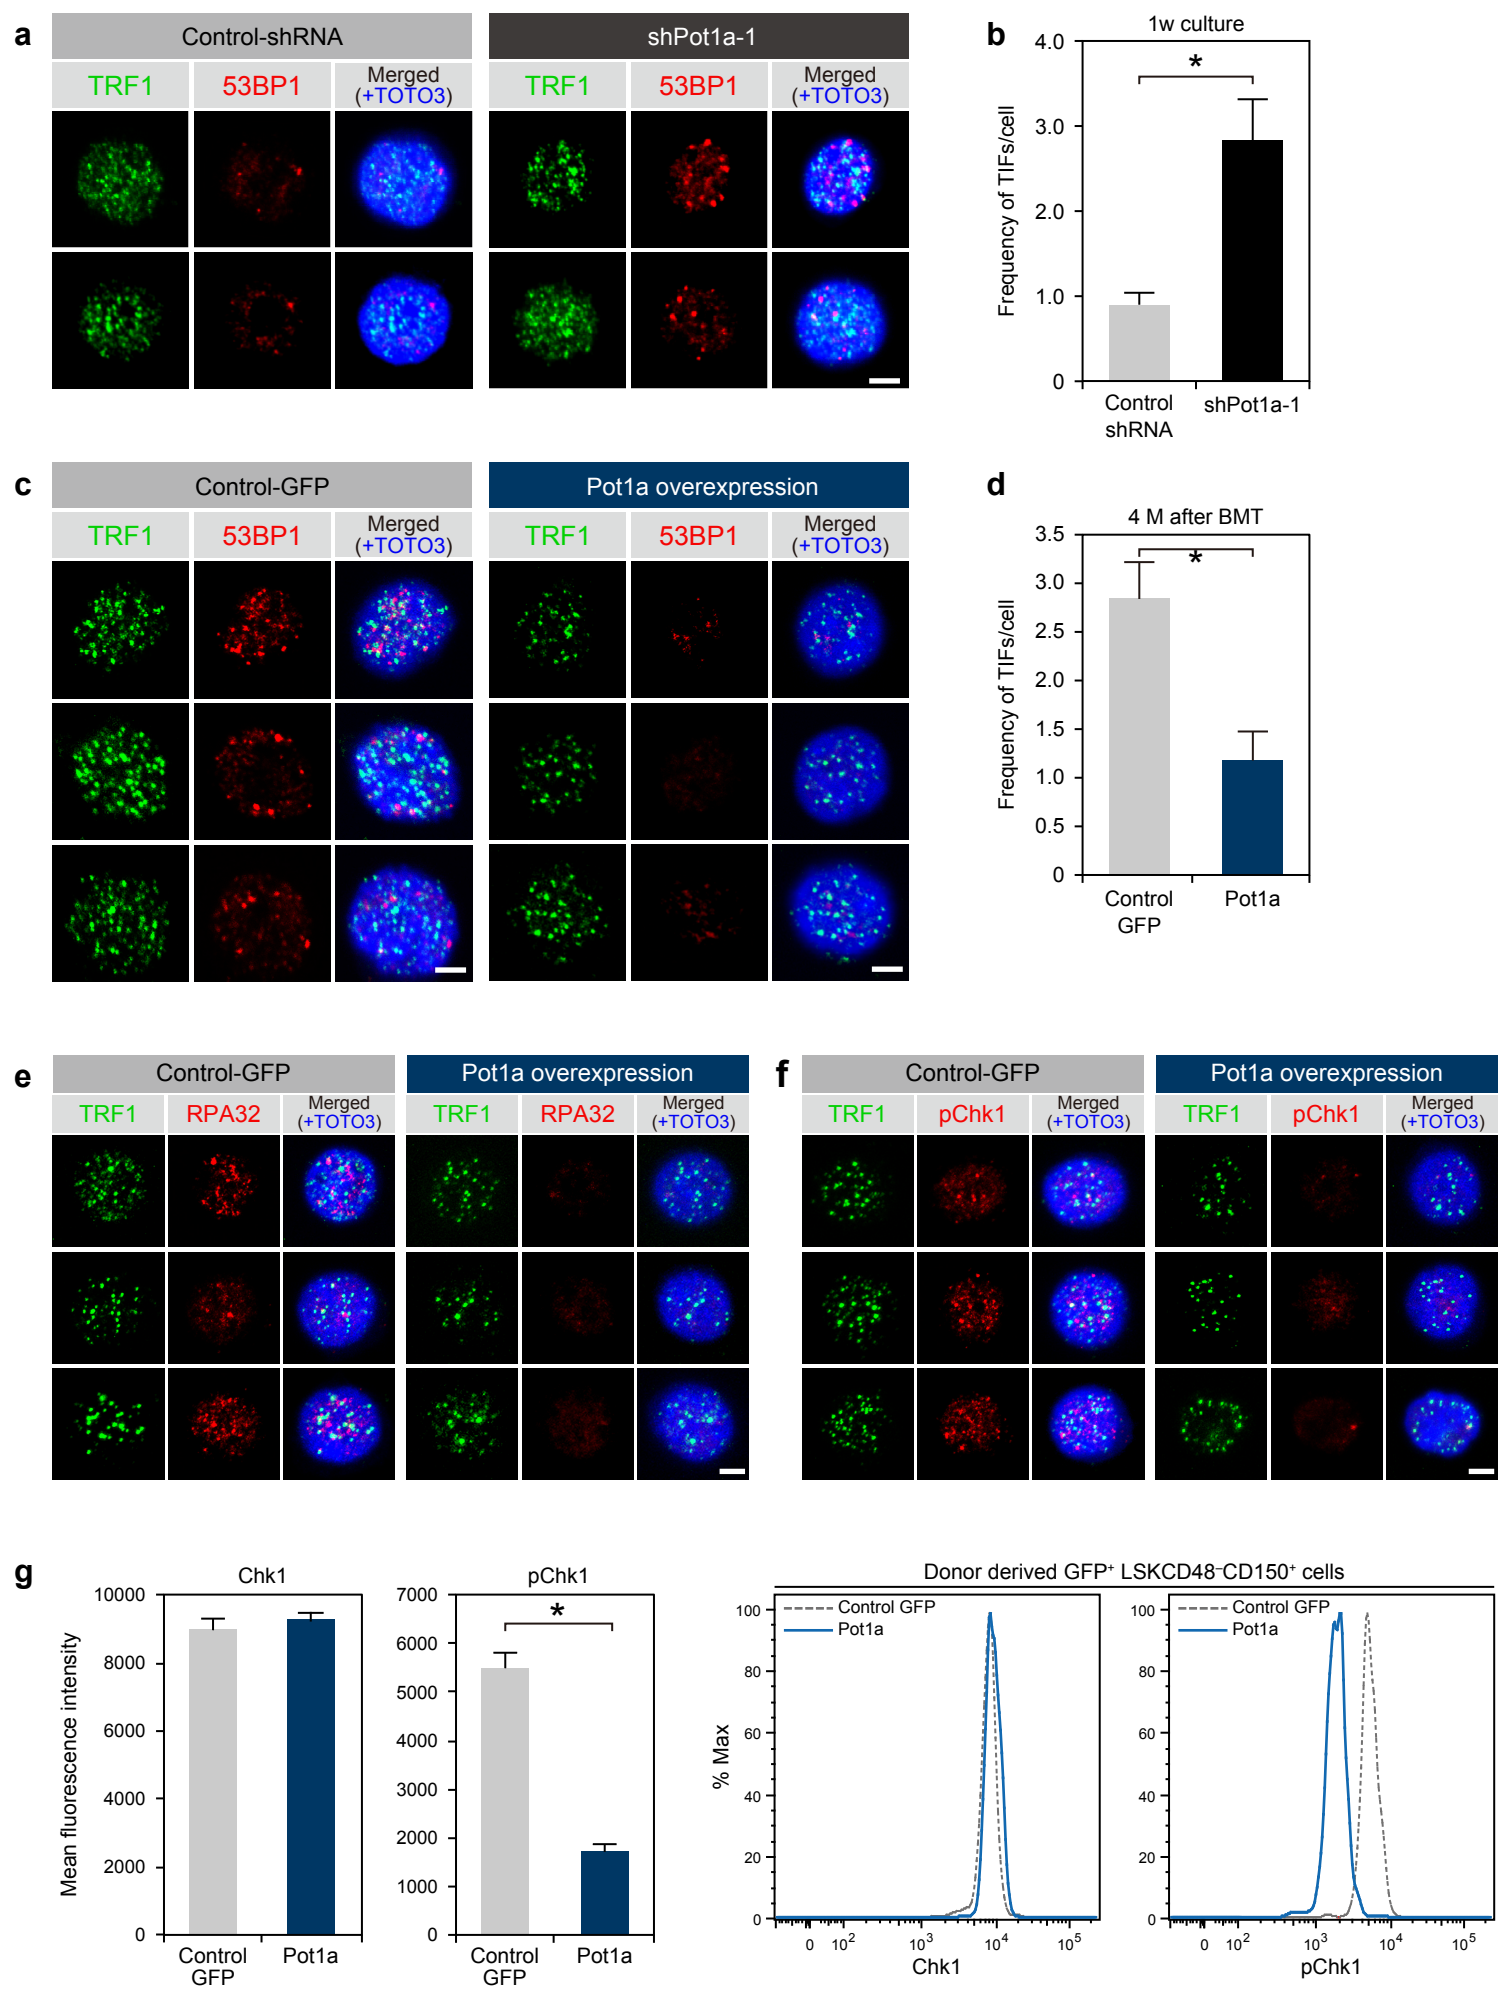 a
Control-shRNA
shPot1a-1
TRF1
53BP1
Merged
(+TOTO3)
TRF1
53BP1
Merged
(+TOTO3)
b
1w culture
Frequency of TIFs/cell
4.0
3.0
2.0
1.0
0
*
Control
shRNA
shPot1a-1
c
Control-GFP
Pot1a overexpression
TRF1
53BP1
Merged
(+TOTO3)
TRF1
53BP1
Merged
(+TOTO3)
d
4 M after BMT
Frequency of TIFs/cell
3.5
3.0
2.5
2.0
1.5
1.0
0.5
0
*
Control
GFP
Pot1a
e
Control-GFP
Pot1a overexpression
TRF1
RPA32
Merged
(+TOTO3)
TRF1
RPA32
Merged
(+TOTO3)
f
Control-GFP
Pot1a overexpression
TRF1
pChk1
Merged
(+TOTO3)
TRF1
pChk1
Merged
(+TOTO3)
g
Chk1
Mean fluorescence intensity
10000
8000
6000
4000
2000
0
Control
GFP
Pot1a
pChk1
7000
6000
5000
4000
3000
2000
1000
0
*
Control
GFP
Pot1a
Donor derived GFP⁺ LSKCD48⁻CD150⁺ cells
% Max
100
80
60
40
20
0
Control GFP
Pot1a
0 10² 10³ 10⁴ 10⁵
Chk1
100
80
60
40
20
0
Control GFP
Pot1a
0 10² 10³ 10⁴ 10⁵
pChk1